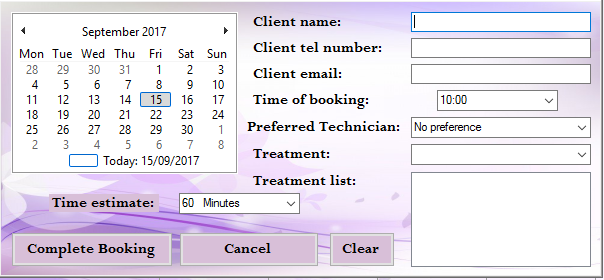 September 2017
Mon Tue Wed Thu Fri Sat Sun
28 29 30 31 1 2 3
4 5 6 7 8 9 10
11 12 13 14 15 16 17
18 19 20 21 22 23 24
25 26 27 28 29 30 1
2 3 4 5 6 7 8
Today: 15/09/2017
Time estimate: 60 Minutes
Client name:
Client tel number:
Client email:
Time of booking: 10:00
Preferred Technician: No preference
Treatment:
Treatment list:
Complete Booking Cancel Clear